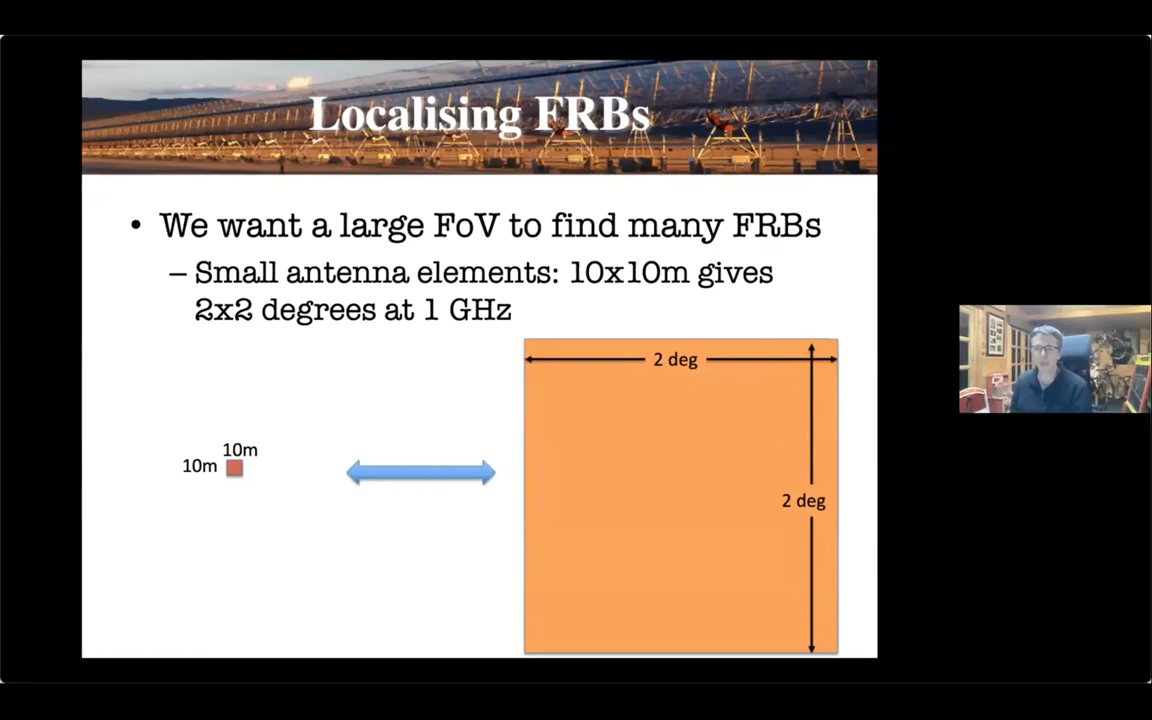 Localising FRBs
• We want a large FoV to find many FRBs
– Small antenna elements: 10x10m gives
2x2 degrees at 1 GHz
2 deg
10m
10m
2 deg